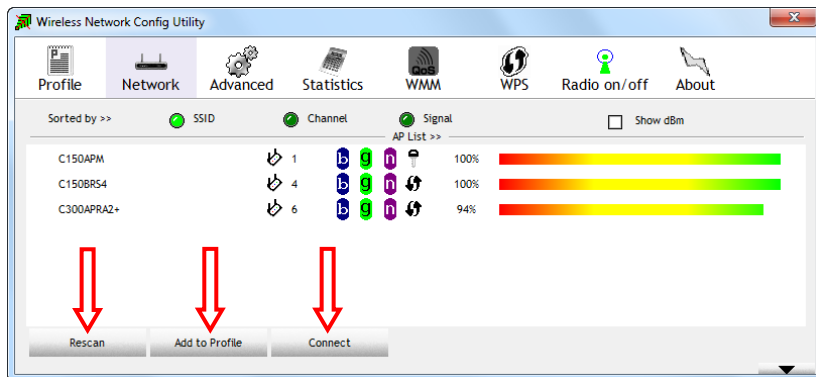 Wireless Network Config Utility
Profile Network Advanced Statistics WMM WPS Radio on/off About
QoS
Sorted by >> SSID Channel Signal Show dBm
AP List >>
C150APM 1 b g n 100%
C150BRS4 4 b g n 100%
C300APRA2+ 6 b g n 94%
Rescan Add to Profile Connect